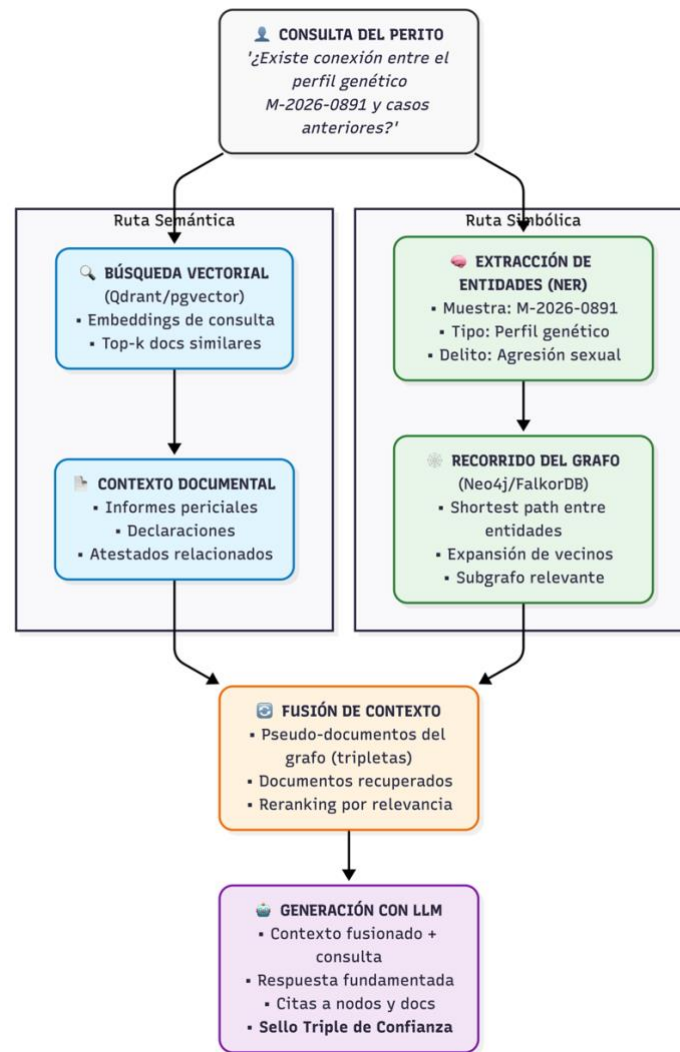 CONSULTA DEL PERITO
'¿Existe conexión entre el
perfil genético
M-2026-0891 y casos
anteriores?'
Ruta Semántica
BÚSQUEDA VECTORIAL
(Qdrant/pgvector)
▪ Embeddings de consulta
▪ Top-k docs similares
CONTEXTO DOCUMENTAL
▪ Informes periciales
▪ Declaraciones
▪ Atestados relacionados
Ruta Simbólica
EXTRACCIÓN DE
ENTIDADES (NER)
▪ Muestra: M-2026-0891
▪ Tipo: Perfil genético
▪ Delito: Agresión sexual
RECORRIDO DEL GRAFO
(Neo4j/FalkorDB)
▪ Shortest path entre
entidades
▪ Expansión de vecinos
▪ Subgrafo relevante
FUSIÓN DE CONTEXTO
▪ Pseudo-documentos del
grafo (tripletas)
▪ Documentos recuperados
▪ Reranking por relevancia
GENERACIÓN CON LLM
▪ Contexto fusionado +
consulta
▪ Respuesta fundamentada
▪ Citas a nodos y docs
▪ Sello Triple de Confianza